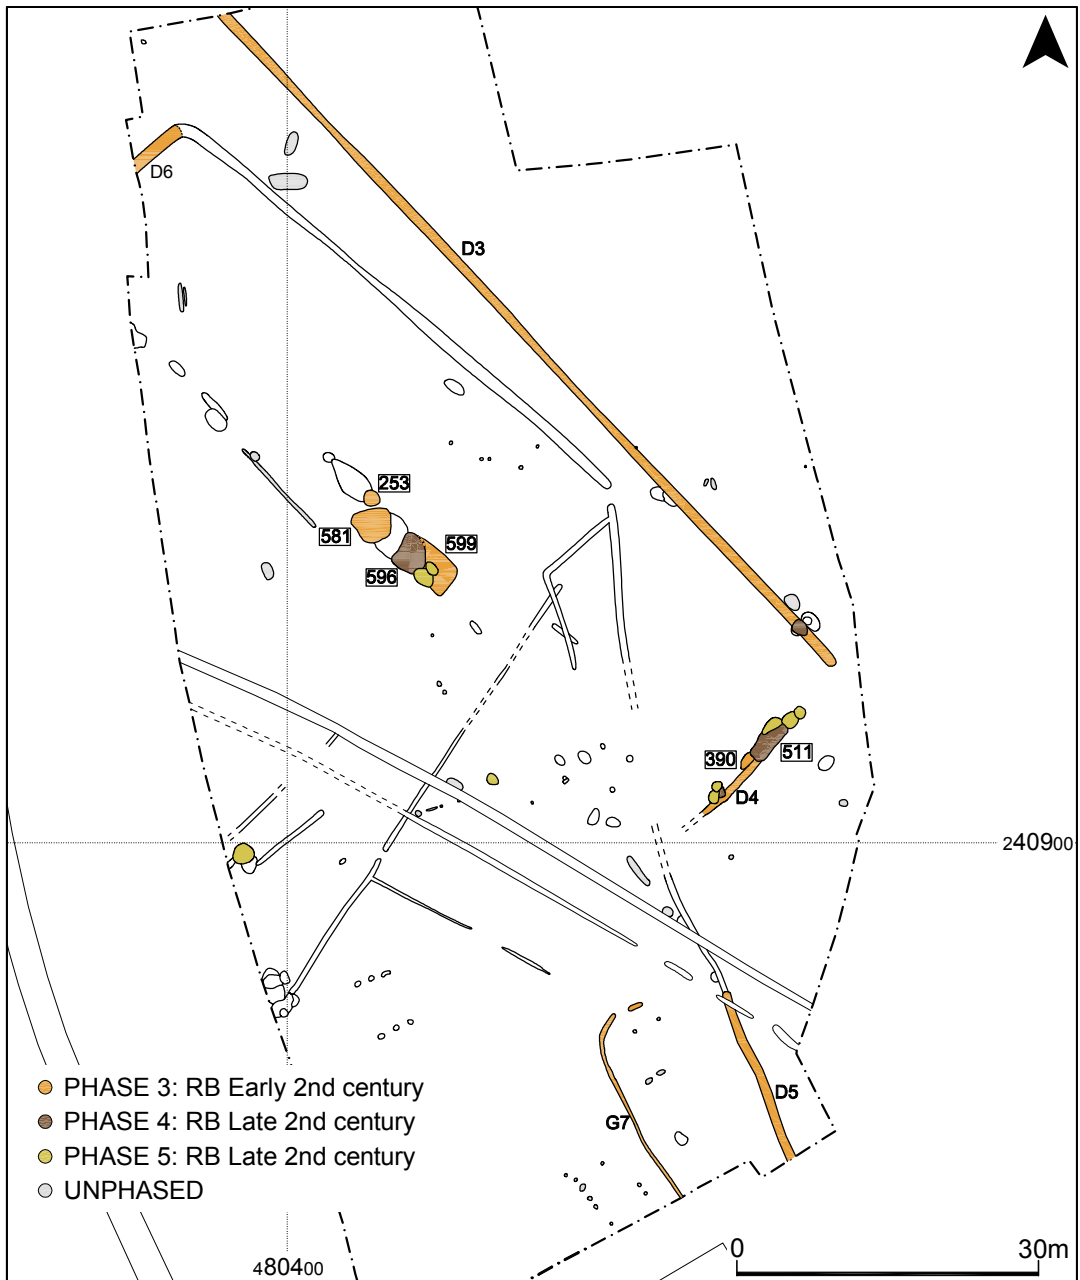 D6
D3
253
581
599
596
390
511
D4
240900
D5
G7
PHASE 3: RB Early 2nd century
PHASE 4: RB Late 2nd century
PHASE 5: RB Late 2nd century
UNPHASED
480400
0 30m